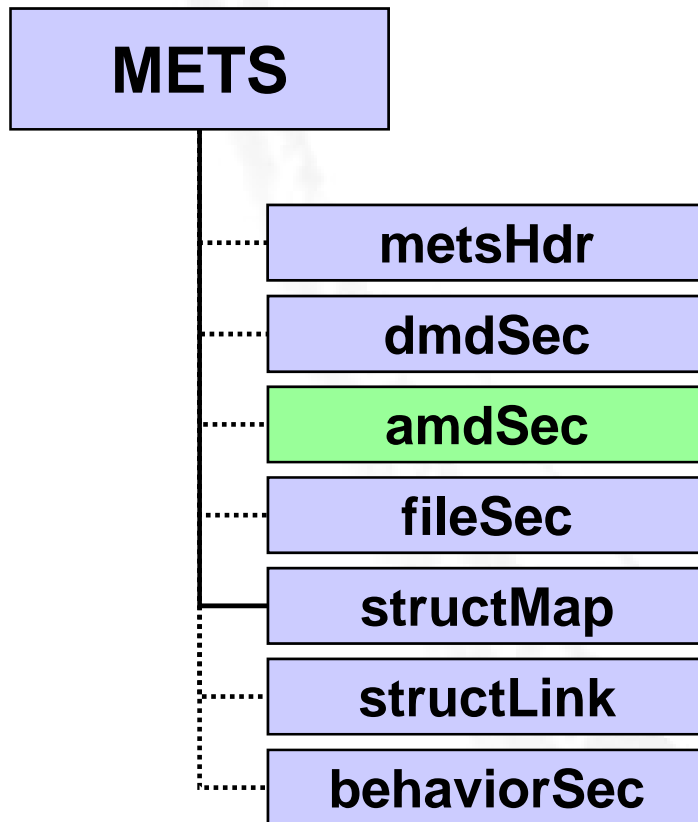 METS
metsHdr
dmdSec
amdSec
fileSec
structMap
structLink
behaviorSec